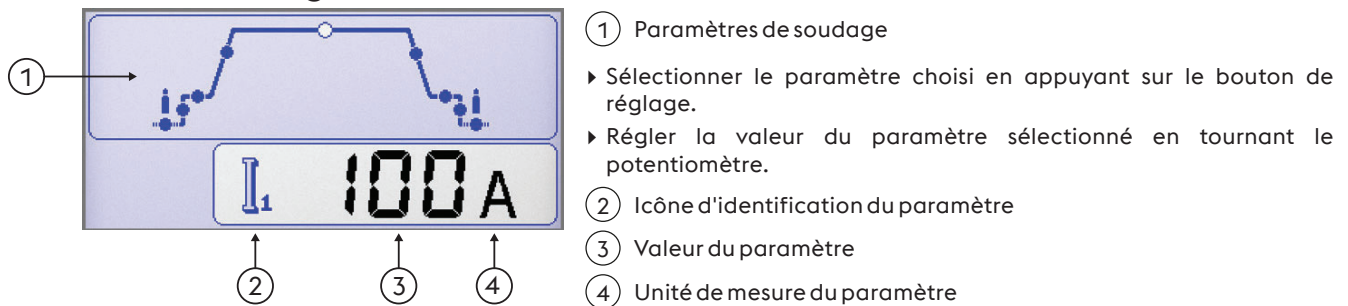 1
I1 100 A
2 3 4
1 Paramètres de soudage
▸ Sélectionner le paramètre choisi en appuyant sur le bouton de
réglage.
▸ Régler la valeur du paramètre sélectionné en tournant le
potentiomètre.
2 Icône d'identification du paramètre
3 Valeur du paramètre
4 Unité de mesure du paramètre